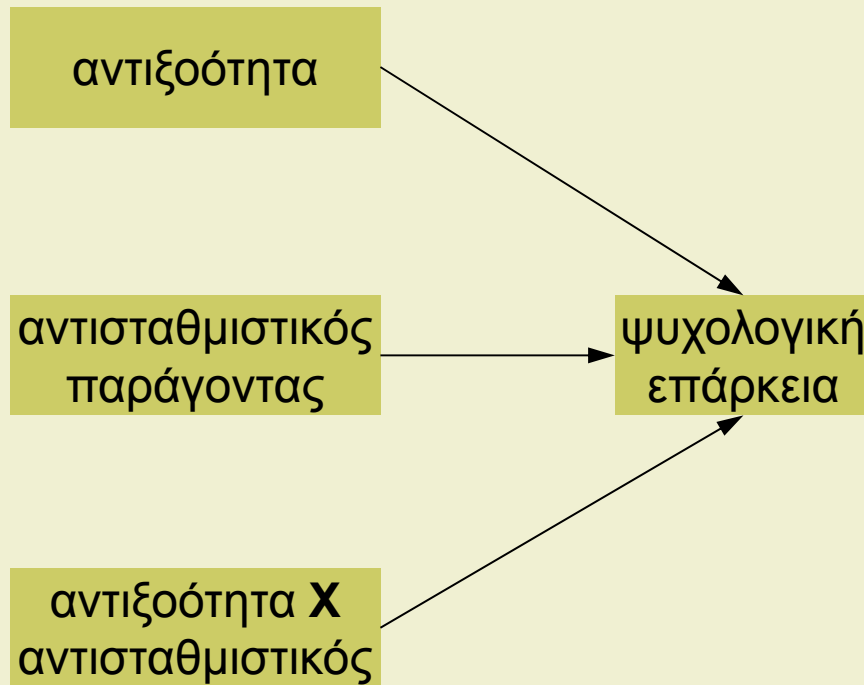 αντιξοότητα
αντισταθμιστικός
παράγοντας
ψυχολογική
επάρκεια
αντιξοότητα X
αντισταθμιστικός